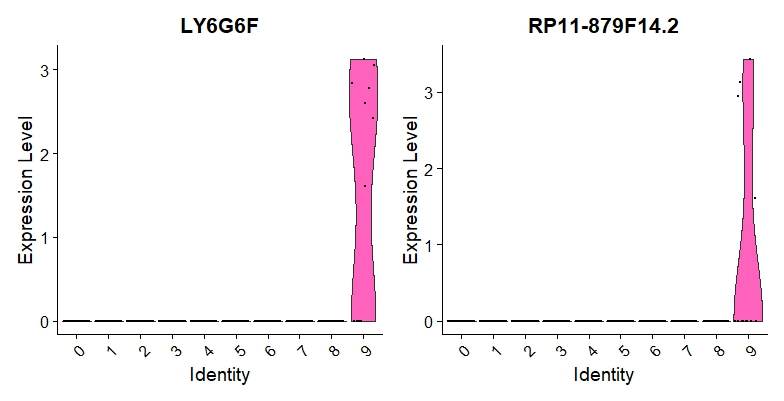 LY6G6F
Expression Level
3
2
1
0
0 1 2 3 4 5 6 7 8 9
Identity
RP11-879F14.2
Expression Level
3
2
1
0
0 1 2 3 4 5 6 7 8 9
Identity